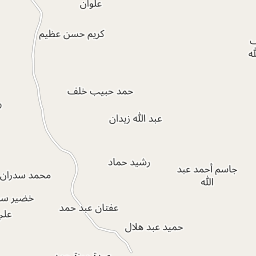 علوان
كريم حسن عظيم
حمد حبيب خلف
عبد الله زيدان
رشيد حماد
جاسم أحمد عبد
الله
محمد سدران
خضير
علي
عفتان عبد حمد
حميد عبد هلال